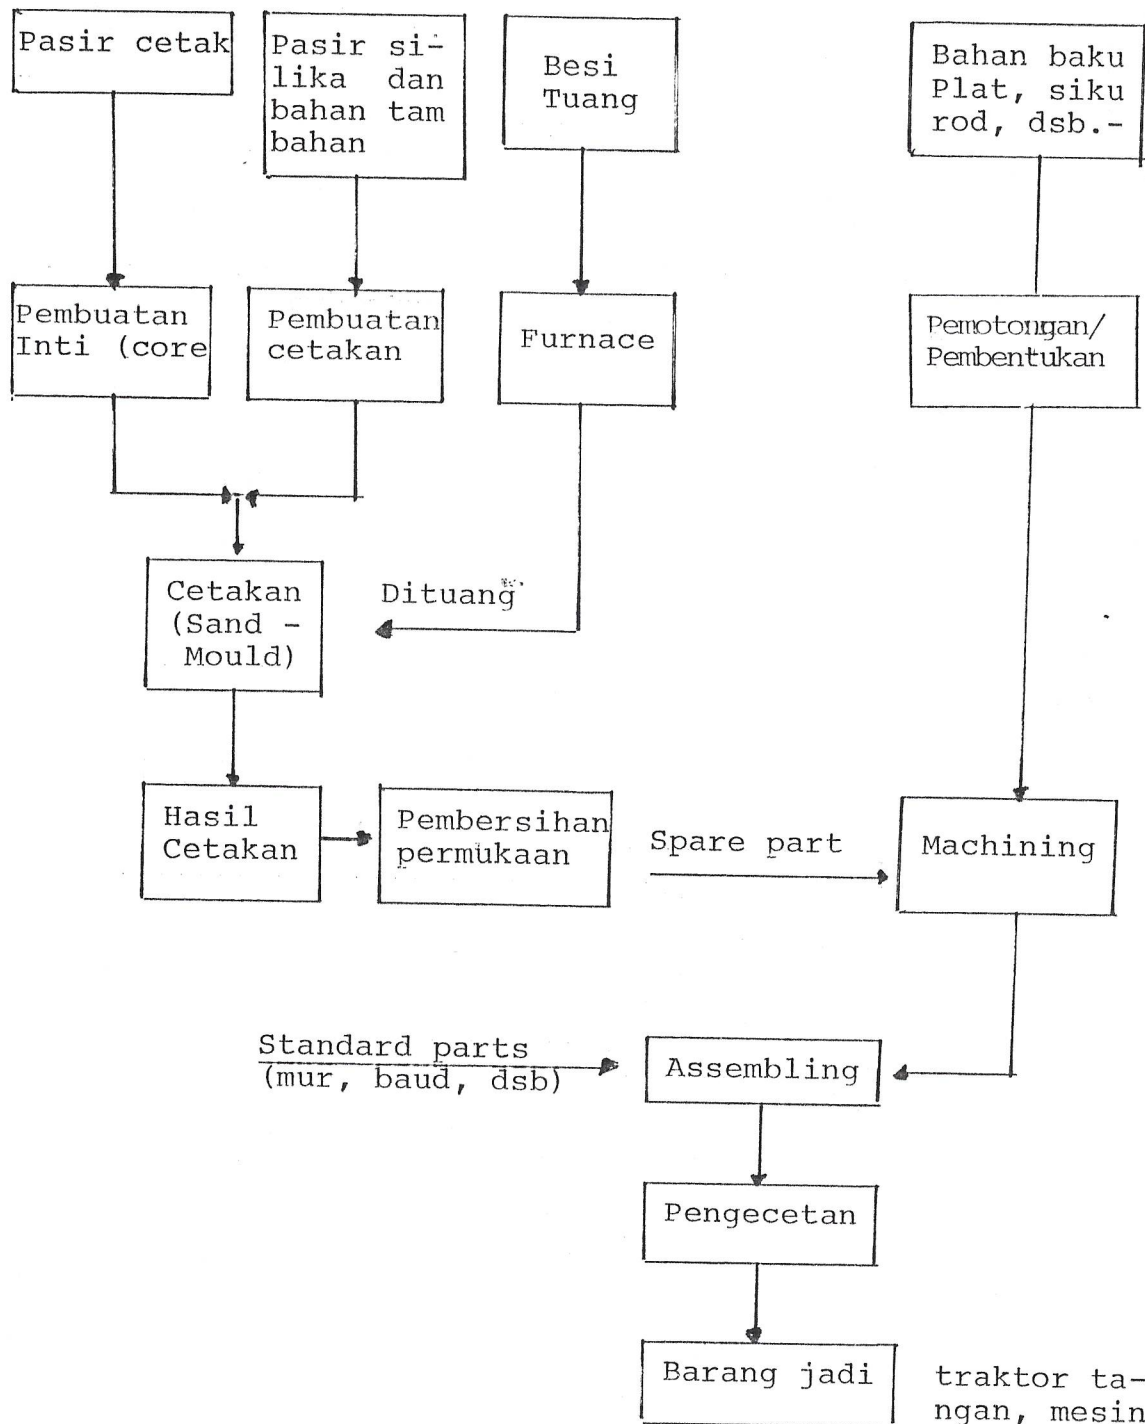 Pasir cetak
Pasir si-
lika dan
bahan tam
bahan
Besi
Tuang
Bahan baku
Plat, siku
rod, dsb.-
Pembuatan
Inti (core
Pembuatan
cetakan
Furnace
Pemotongan/
Pembentukan
Cetakan
(Sand -
Mould)
Dituang
Hasil
Cetakan
Pembersihan
permukaan
Spare part
Machining
Standard parts
(mur, baud, dsb)
Assembling
Pengecetan
Barang jadi
traktor ta-
ngan, mesin